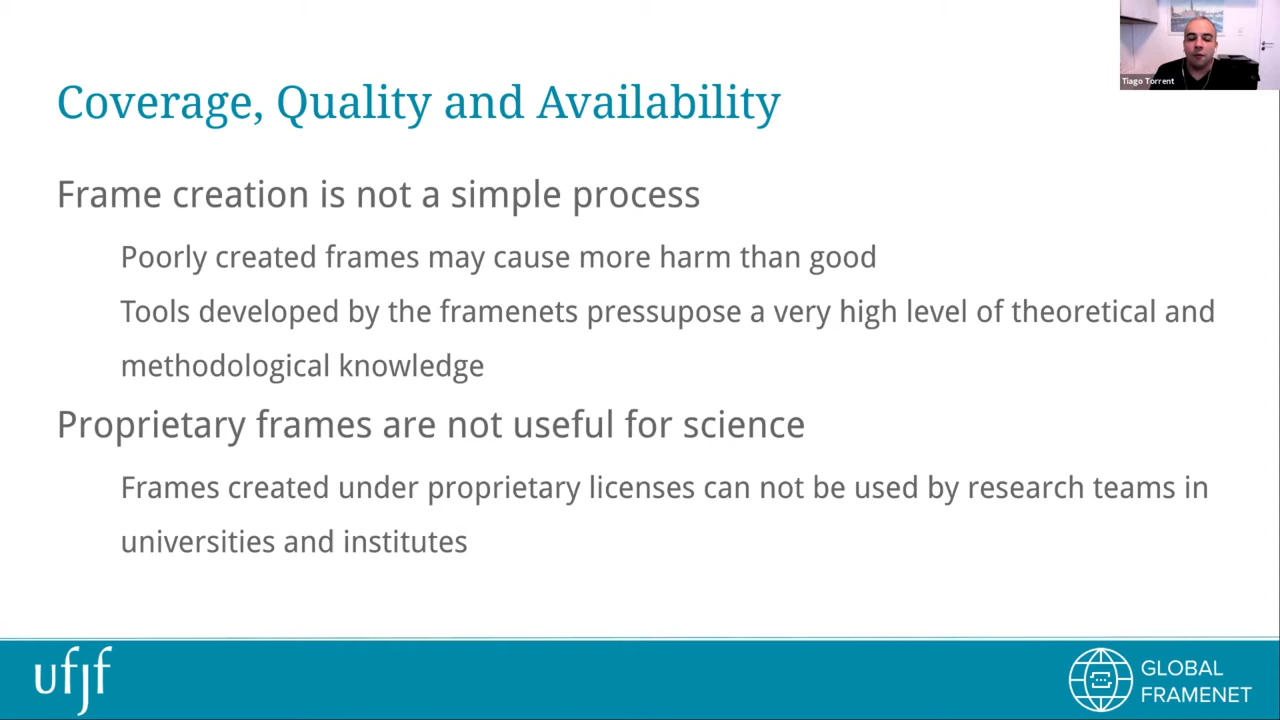 Tiago Torrent
Coverage, Quality and Availability
Frame creation is not a simple process
Poorly created frames may cause more harm than good
Tools developed by the framenets pressupose a very high level of theoretical and
methodological knowledge
Proprietary frames are not useful for science
Frames created under proprietary licenses can not be used by research teams in
universities and institutes
ufjf
GLOBAL
FRAMENET